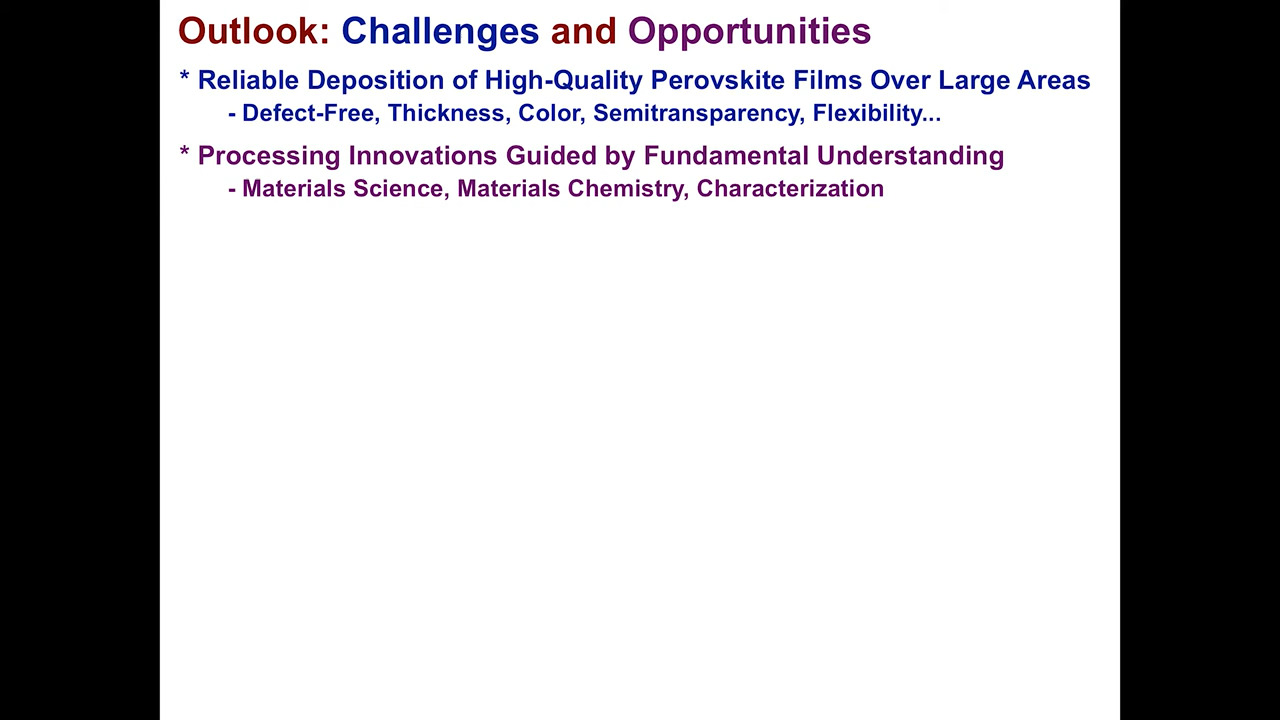 Outlook: Challenges and Opportunities
* Reliable Deposition of High-Quality Perovskite Films Over Large Areas
- Defect-Free, Thickness, Color, Semitransparency, Flexibility...
* Processing Innovations Guided by Fundamental Understanding
- Materials Science, Materials Chemistry, Characterization